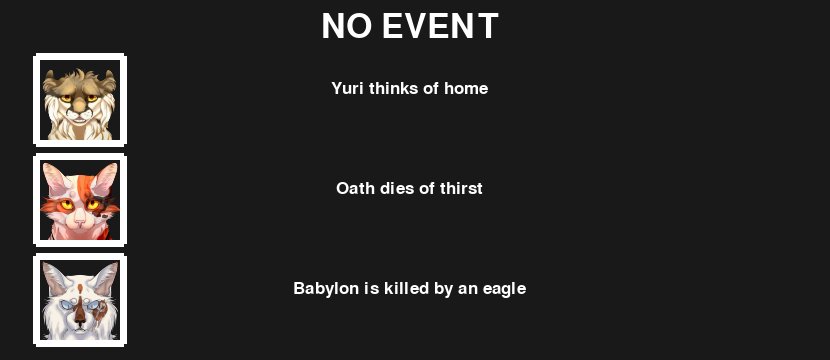 NO EVENT
Yuri thinks of home
Oath dies of thirst
Babylon is killed by an eagle